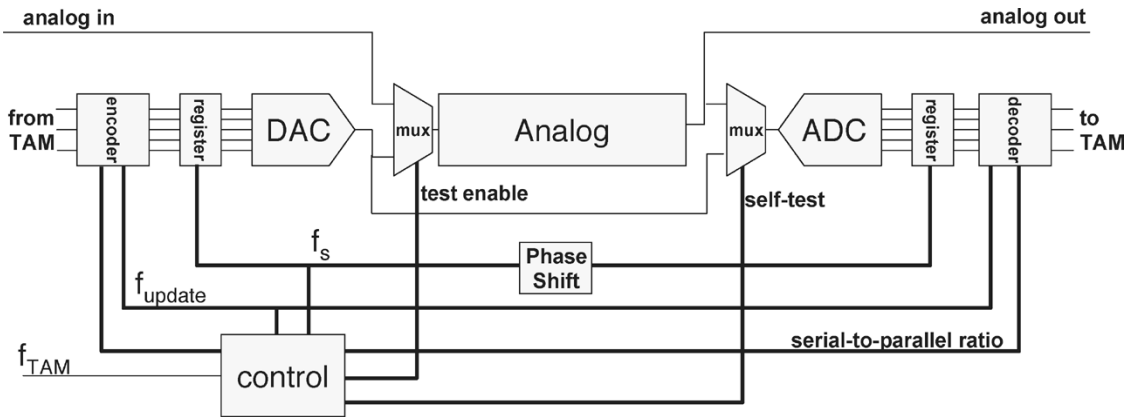 analog in
analog out
from
TAM
encoder
register
DAC
mux
Analog
mux
ADC
register
decoder
to
TAM
test enable
self-test
fs
Phase
Shift
fupdate
serial-to-parallel ratio
fTAM
control